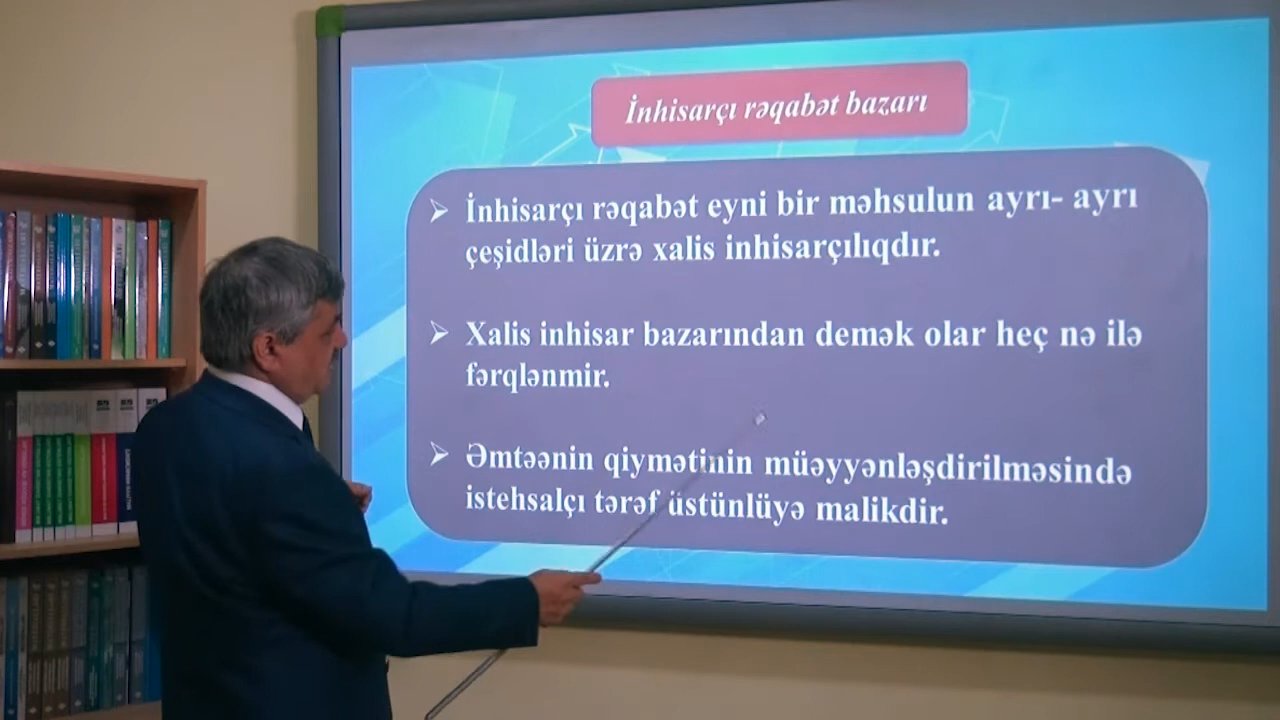 İnhisarçı rəqabət bazarı
İnhisarçı rəqabət eyni bir məhsulun ayrı- ayrı
çeşidləri üzrə xalis inhisarçılıqdır.
Xalis inhisar bazarından demək olar heç nə ilə
fərqlənmir.
Əmtəənin qiymətinin müəyyənləşdirilməsində
istehsalçı tərəf üstünlüyə malikdir.